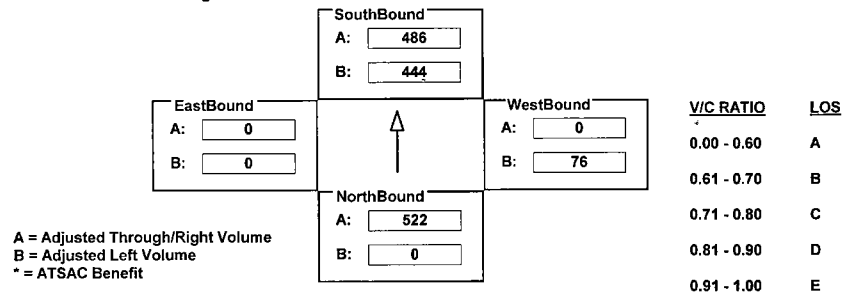 SouthBound
A: 486
B: 444
EastBound
A: 0
B: 0
WestBound
A: 0
B: 76
NorthBound
A: 522
B: 0
A = Adjusted Through/Right Volume
B = Adjusted Left Volume
* = ATSAC Benefit
V/C RATIO LOS
0.00 - 0.60 A
0.61 - 0.70 B
0.71 - 0.80 C
0.81 - 0.90 D
0.91 - 1.00 E